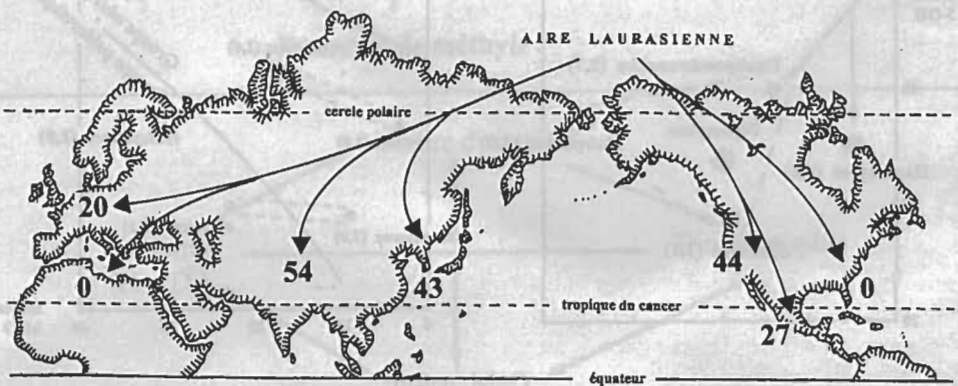 AIRE LAURASIENNE
cercle polaire
20
54
43
44
0
0
tropique du cancer
27
équateur